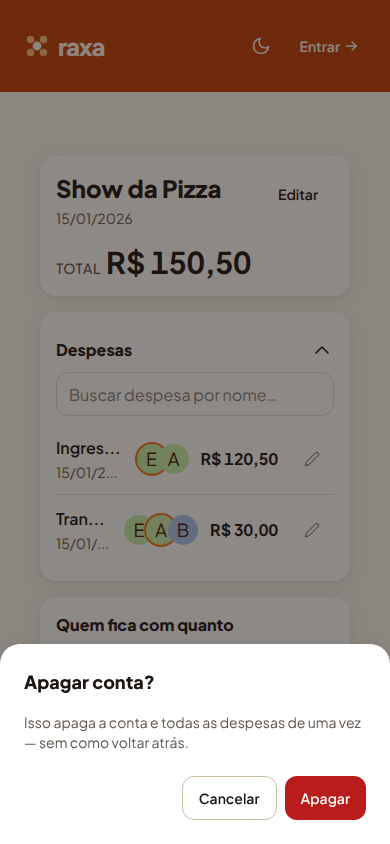 raxa
Entrar →
Show da Pizza
Editar
15/01/2026
TOTAL R$ 150,50
Despesas
Buscar despesa por nome...
Ingres...
E A
R$ 120,50
15/01/2...
Tran...
E A B
R$ 30,00
15/01/...
Quem fica com quanto
Apagar conta?
Isso apaga a conta e todas as despesas de uma vez
— sem como voltar atrás.
Cancelar
Apagar